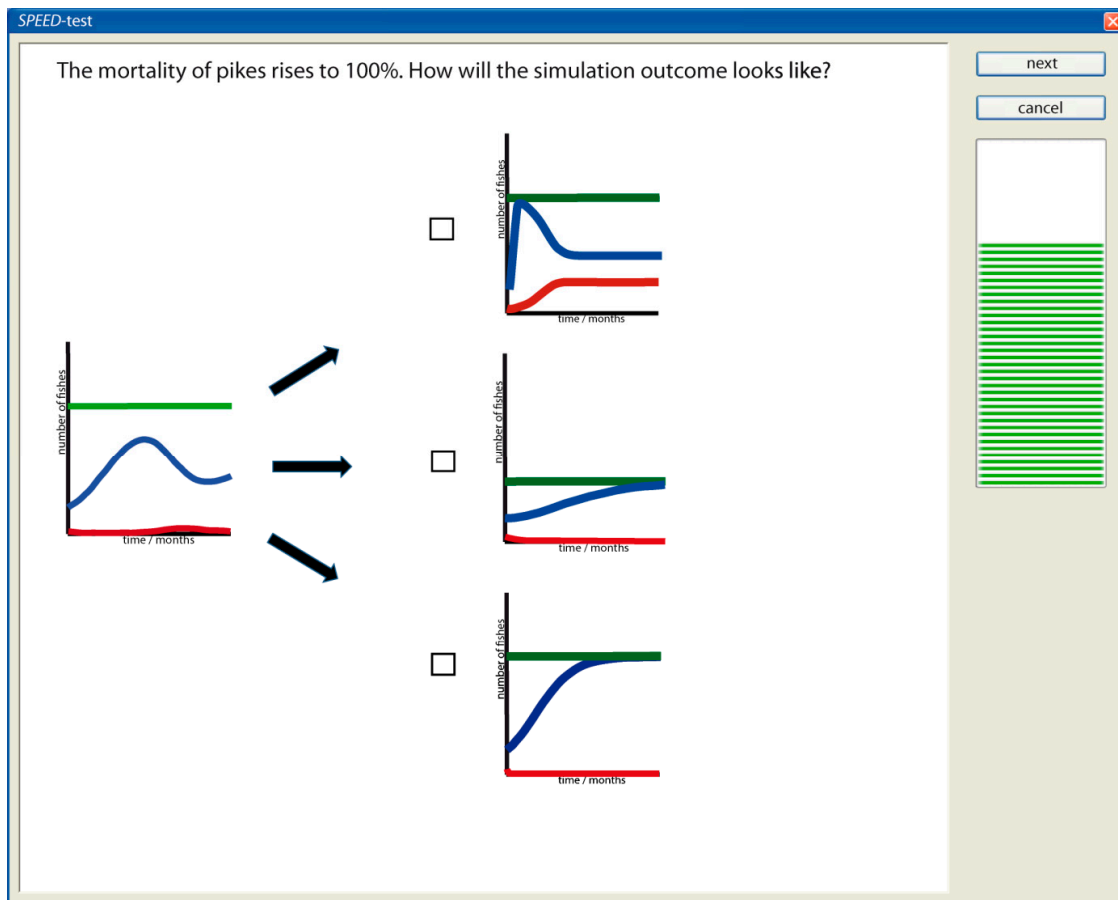 SPEED-test
The mortality of pikes rises to 100%. How will the simulation outcome looks like?
next
cancel
number of fishes
time / months
number of fishes
time / months
number of fishes
time / months
number of fishes
time / months